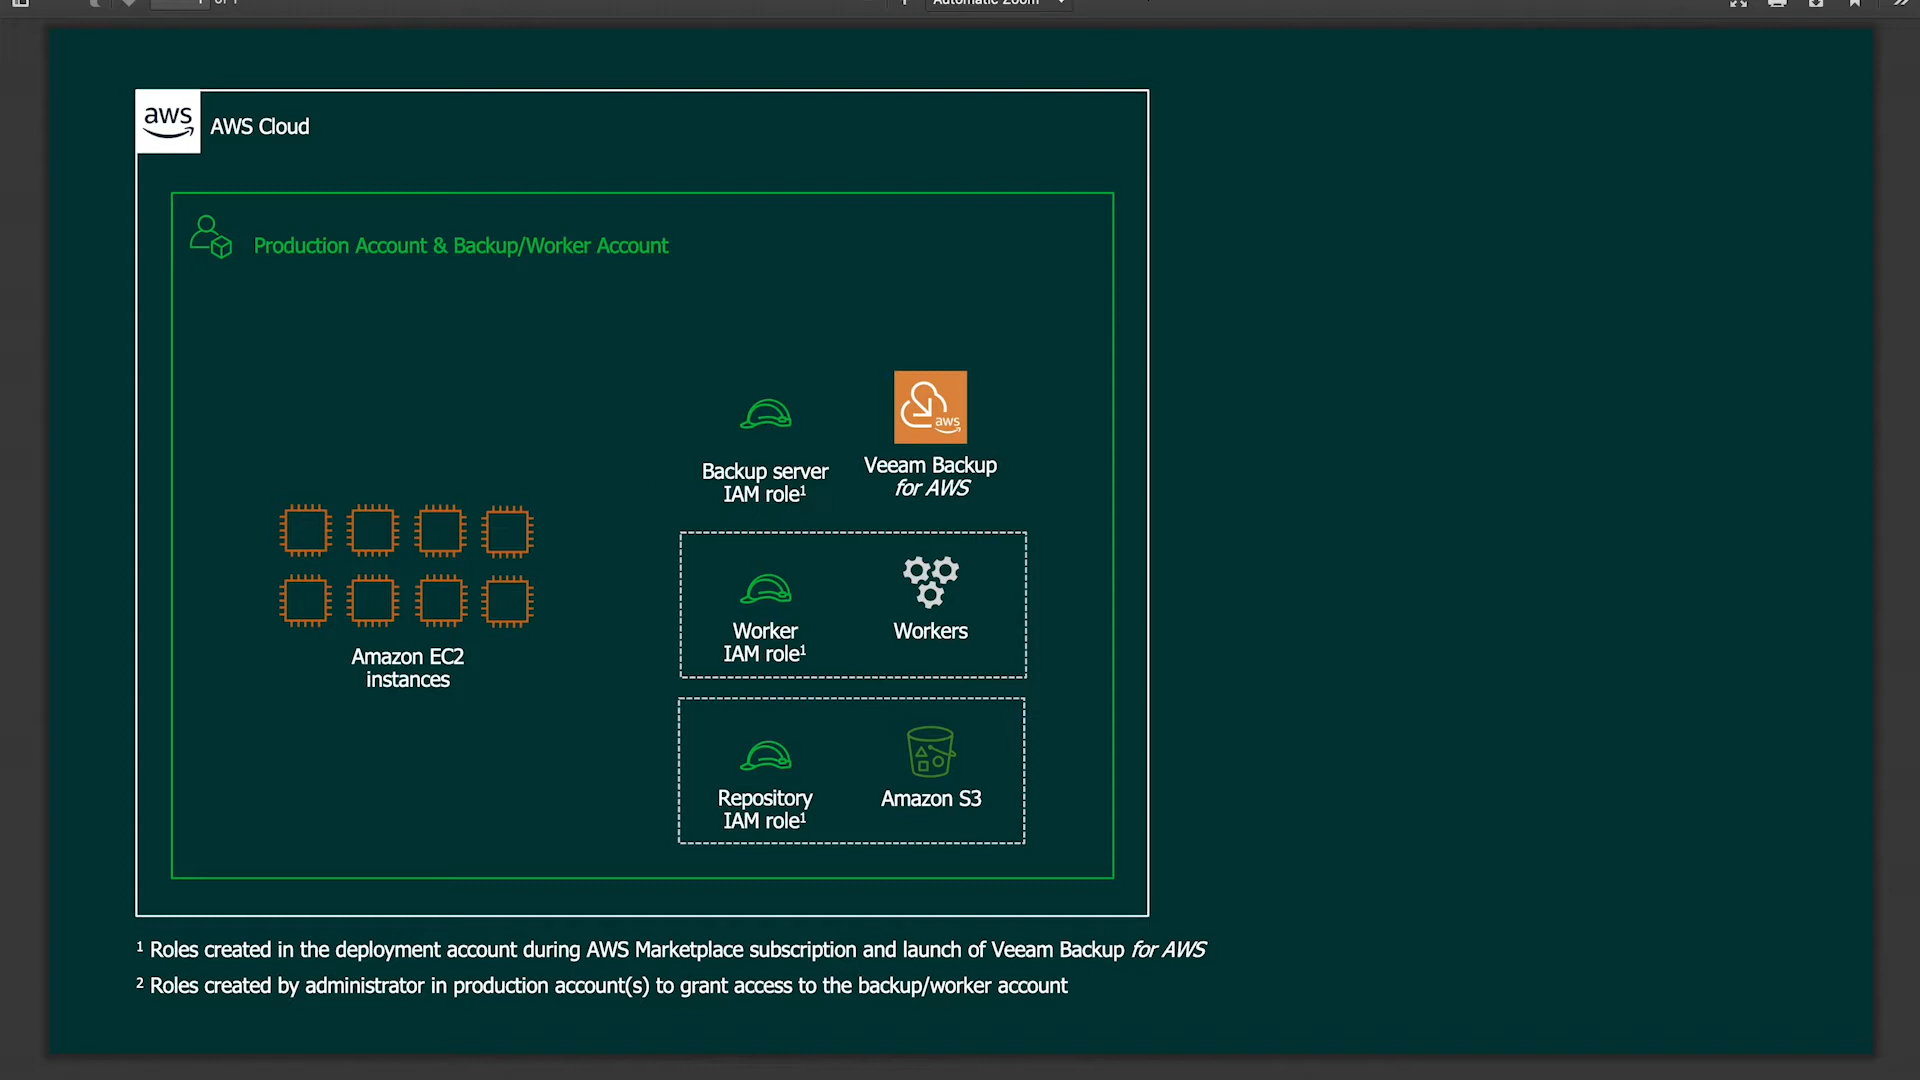 Automatic Zoom
aws
AWS Cloud
Production Account & Backup/Worker Account
aws
Backup server
IAM role¹
Veeam Backup
for AWS
Worker
IAM role¹
Workers
Amazon EC2
instances
Repository
IAM role¹
Amazon S3
¹ Roles created in the deployment account during AWS Marketplace subscription and launch of Veeam Backup for AWS
² Roles created by administrator in production account(s) to grant access to the backup/worker account